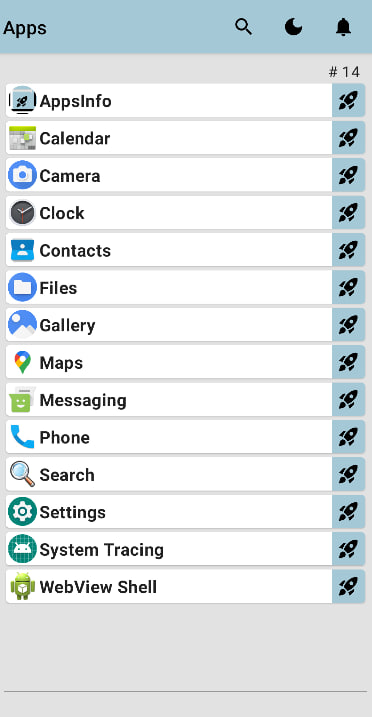 Apps
# 14
AppsInfo
Calendar
Camera
Clock
Contacts
Files
Gallery
Maps
Messaging
Phone
Search
Settings
System Tracing
WebView Shell